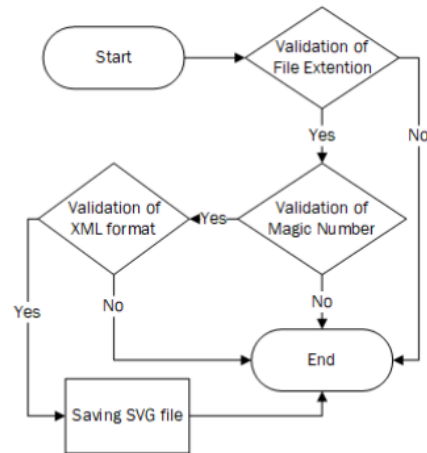 Start
Validation of
File Extention
Yes
No
Validation of
XML format
Yes
Validation of
Magic Number
Yes
No
No
End
Saving SVG file